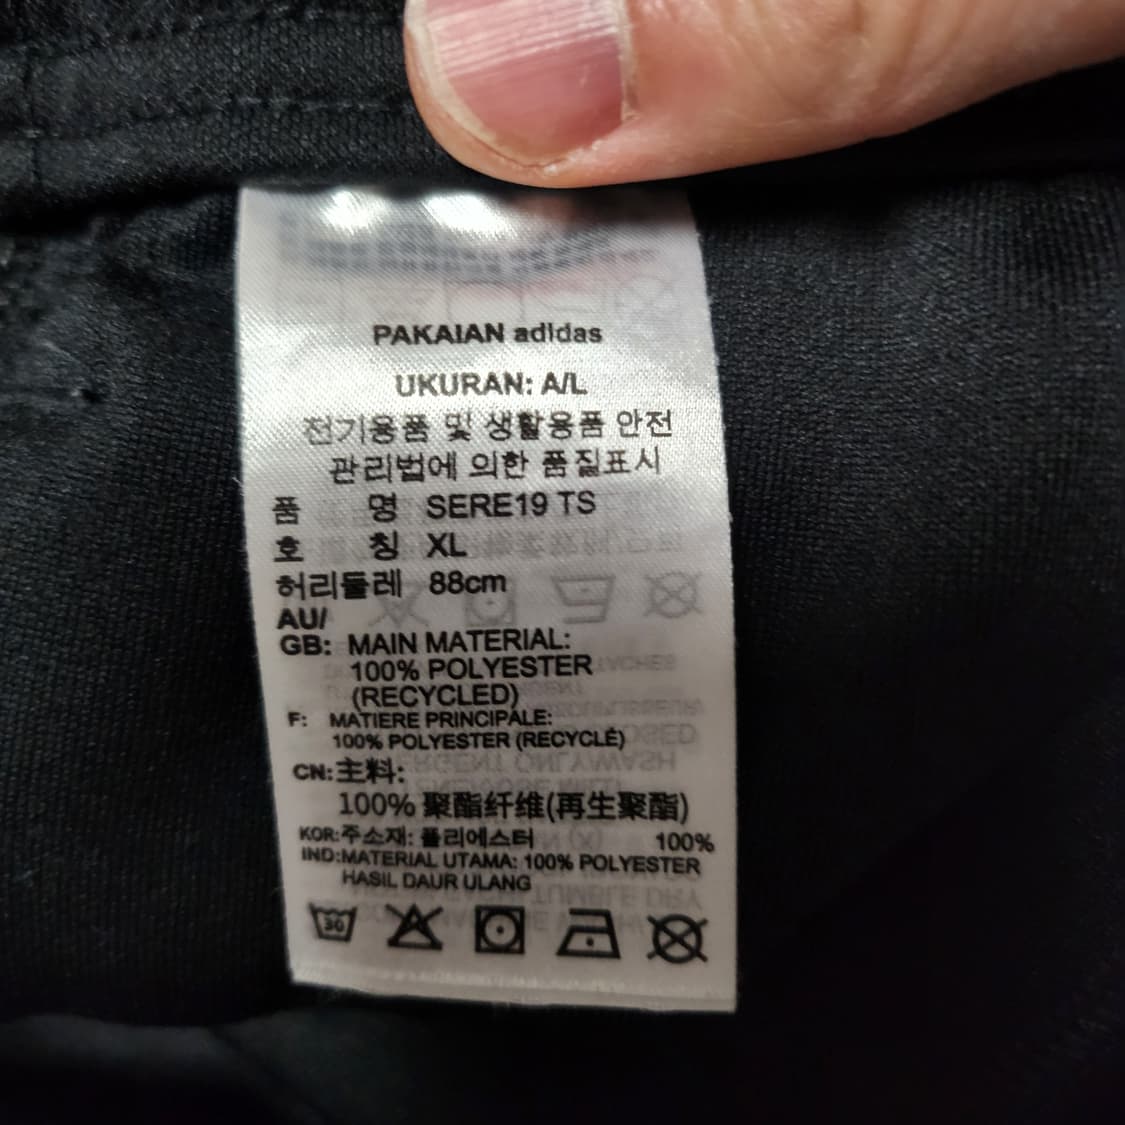 PAKAIAN adidas
UKURAN: A/L
전기용품 및 생활용품 안전
관리법에 의한 품질표시
품 명 SERE19 TS
호 칭 XL
허리둘레 88cm
AU/
GB: MAIN MATERIAL:
100% POLYESTER
(RECYCLED)
F: MATIERE PRINCIPALE:
100% POLYESTER (RECYCLÉ)
CN:主料:
100% 聚酯纤维(再生聚酯)
KOR:주소재: 폴리에스터 100%
IND:MATERIAL UTAMA: 100% POLYESTER
HASIL DAUR ULANG
30